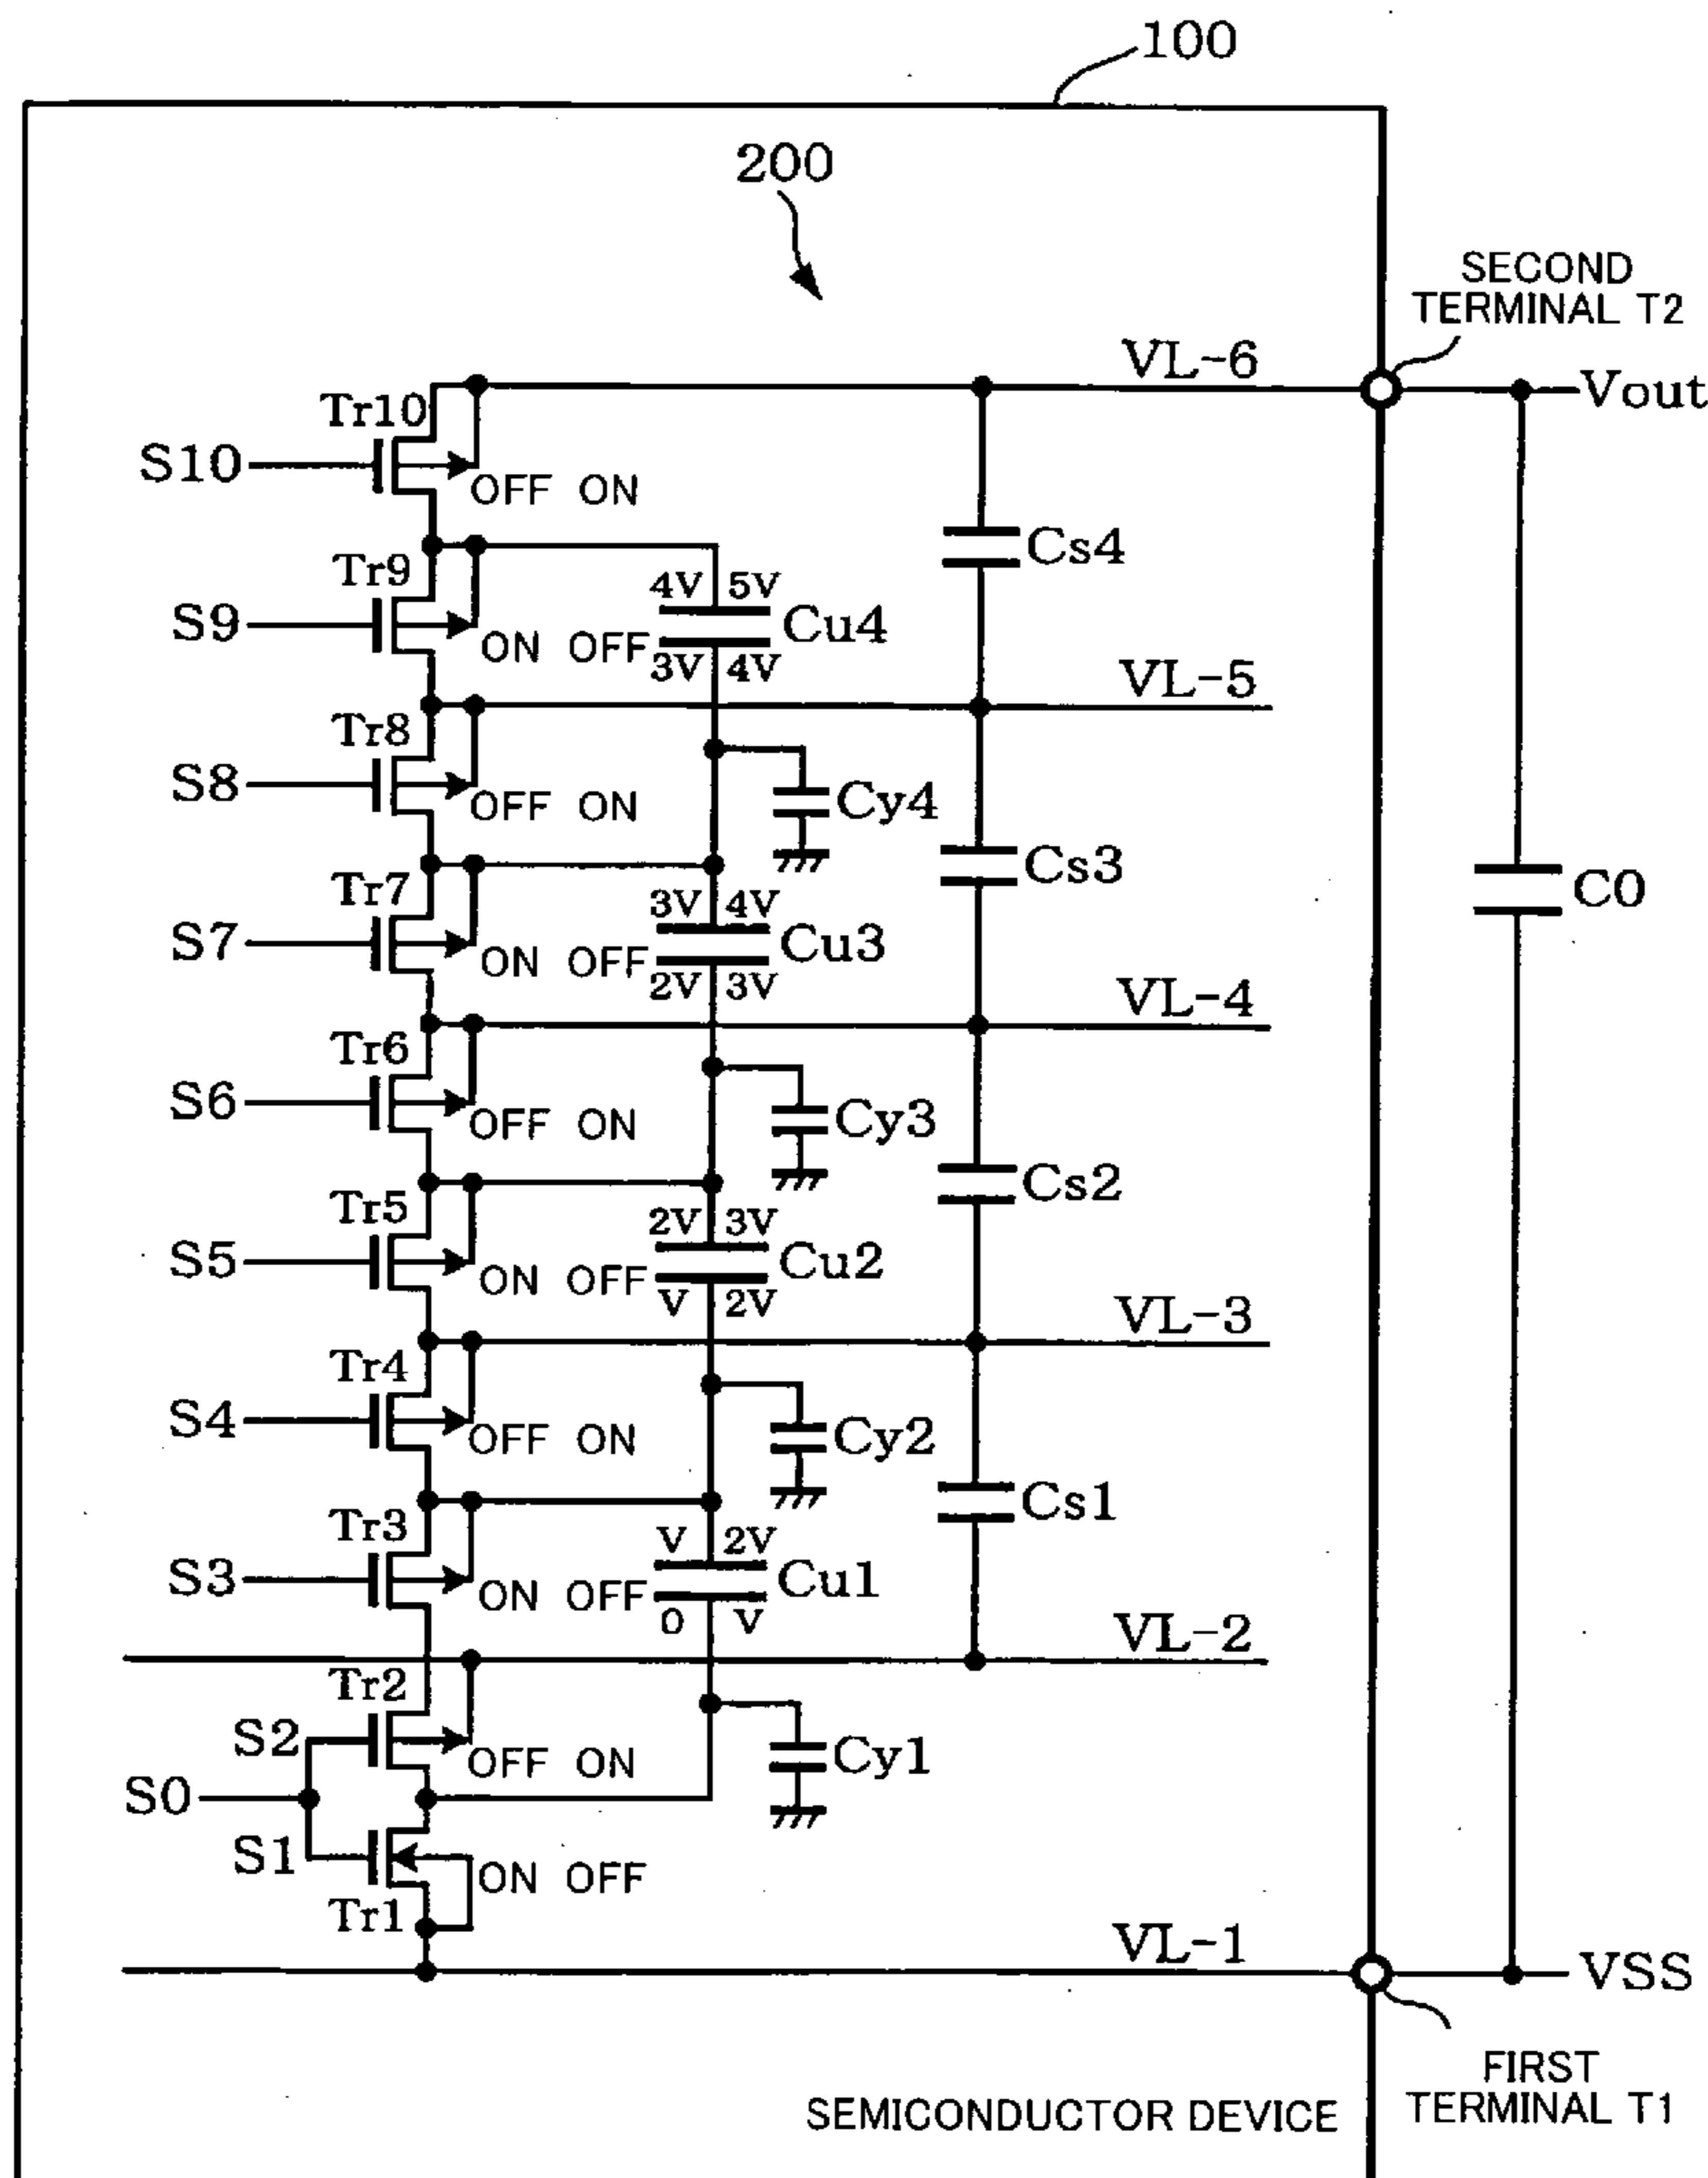 100
200
SECOND
TERMINAL T2
VL-6
Vout
Tr10
S10
OFF ON
Cs4
Tr9
4V 5V
S9
Cu4
ON OFF
3V 4V
VL-5
Tr8
S8
OFF ON
Cy4
Cs3
C0
Tr7
3V 4V
S7
Cu3
ON OFF
2V 3V
VL-4
Tr6
S6
OFF ON
Cy3
Cs2
Tr5
2V 3V
S5
Cu2
ON OFF
V 2V
VL-3
Tr4
S4
OFF ON
Cy2
Cs1
Tr3
V 2V
S3
Cu1
ON OFF
0 V
VL-2
Tr2
S2
OFF ON
Cy1
S0
S1
ON OFF
Tr1
VL-1
VSS
FIRST
TERMINAL T1
SEMICONDUCTOR DEVICE